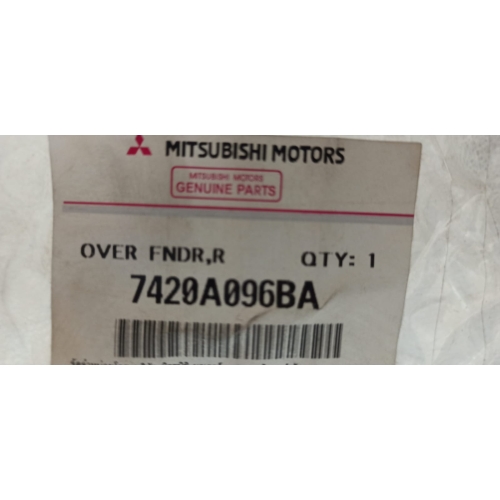 MITSUBISHI MOTORS
MITSUBISHI MOTORS
GENUINE PARTS
OVER FNDR,R QTY: 1
7420A096BA